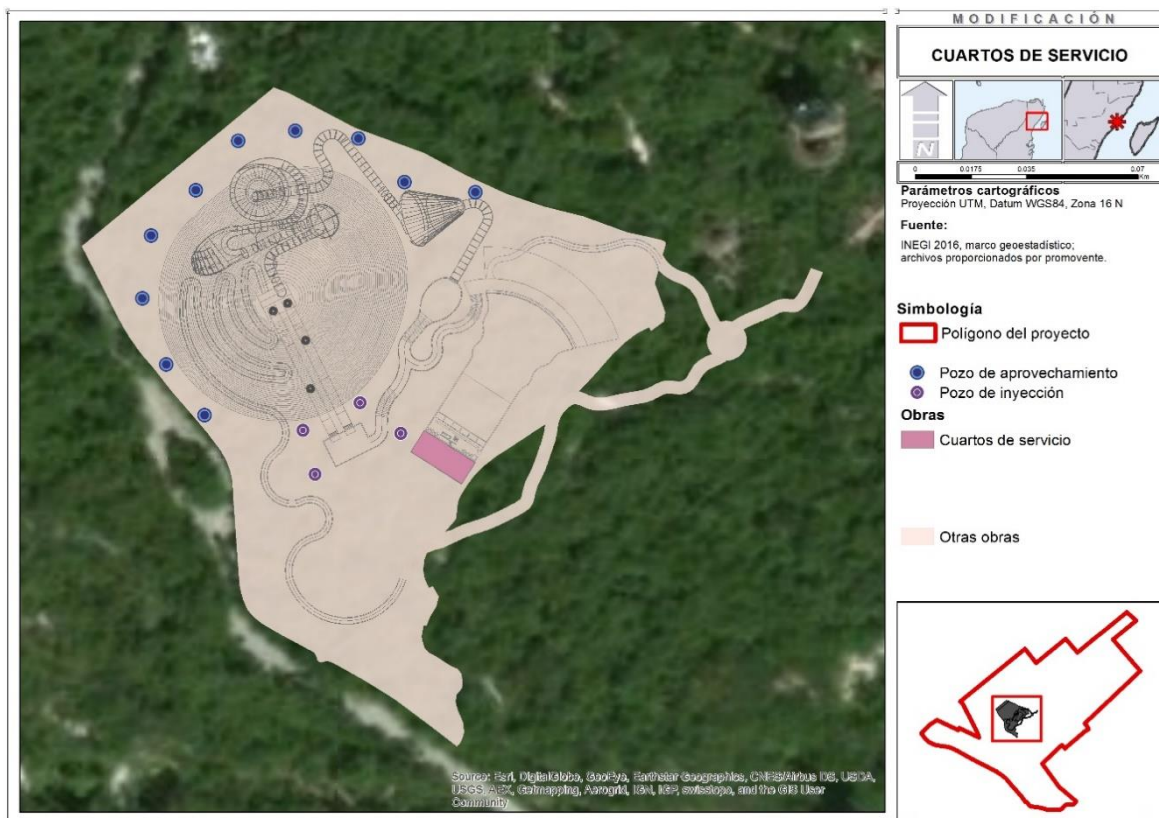 MODIFICACIÓN
CUARTOS DE SERVICIO
N
0 0.0175 0.035 0.07
Km
Parámetros cartográficos
Proyección UTM, Datum WGS84, Zona 16 N
Fuente:
INEGI 2016, marco geoestadístico;
archivos proporcionados por promovente.
Simbología
Polígono del proyecto
Pozo de aprovechamiento
Pozo de inyección
Obras
Cuartos de servicio
Otras obras
Source: Esri, DigitalGlobe, GeoEye, Earthstar Geographics, CNES/Airbus DS, USDA,
USGS, AEX, Getmapping, Aerogrid, IGN, IGP, swisstopo, and the GIS User
Community